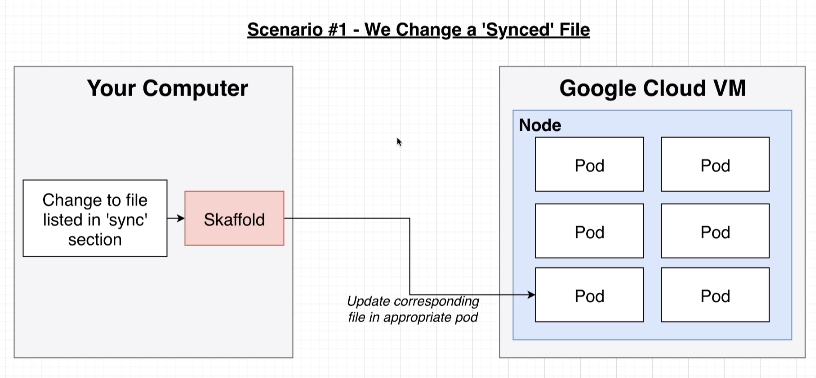 Scenario #1 - We Change a 'Synced' File
Your Computer
Change to file
listed in 'sync'
section
Skaffold
Update corresponding
file in appropriate pod
Google Cloud VM
Node
Pod
Pod
Pod
Pod
Pod
Pod